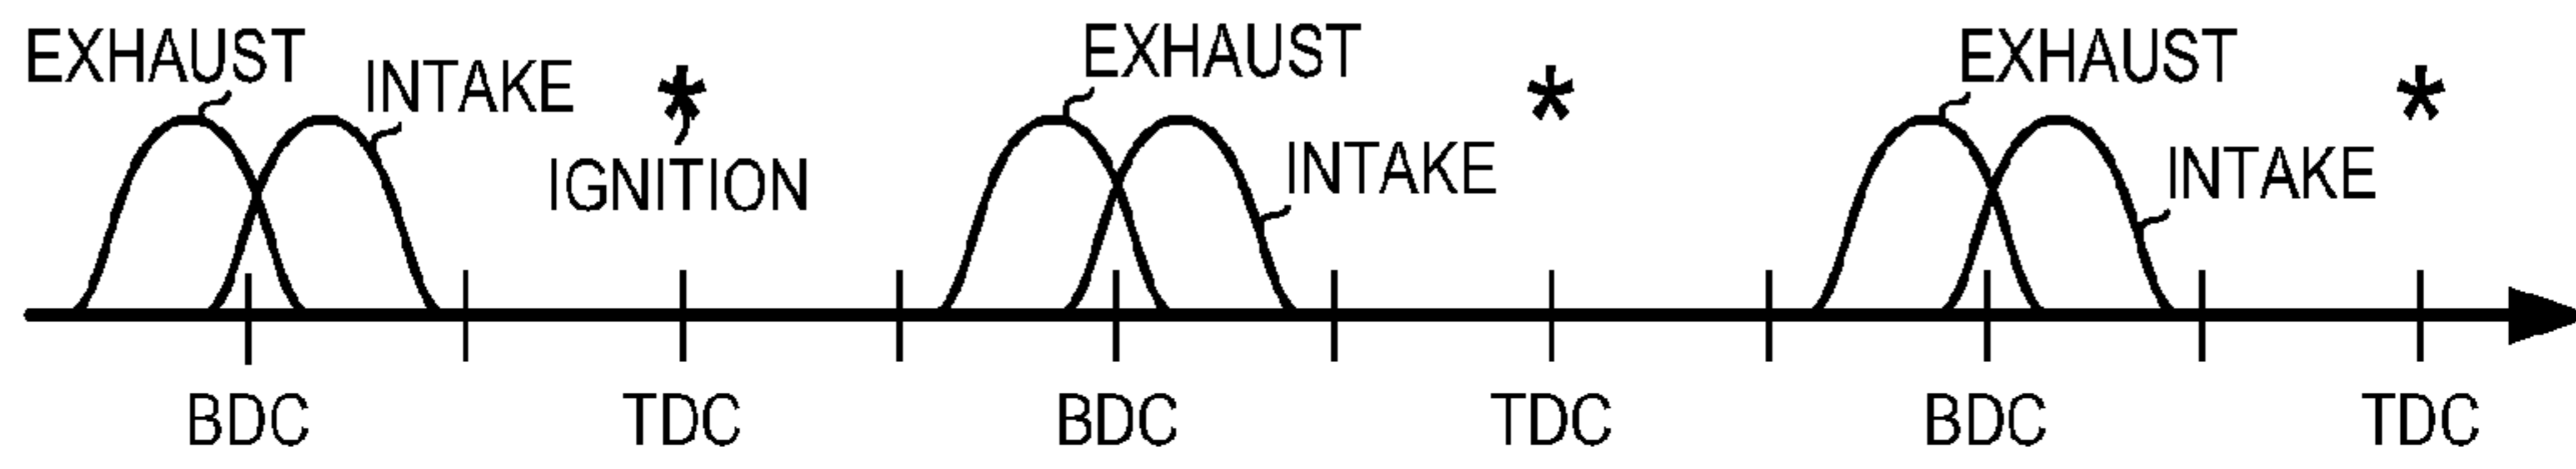 EXHAUST
INTAKE
*
IGNITION
EXHAUST
INTAKE
*
EXHAUST
INTAKE
*
BDC
TDC
BDC
TDC
BDC
TDC